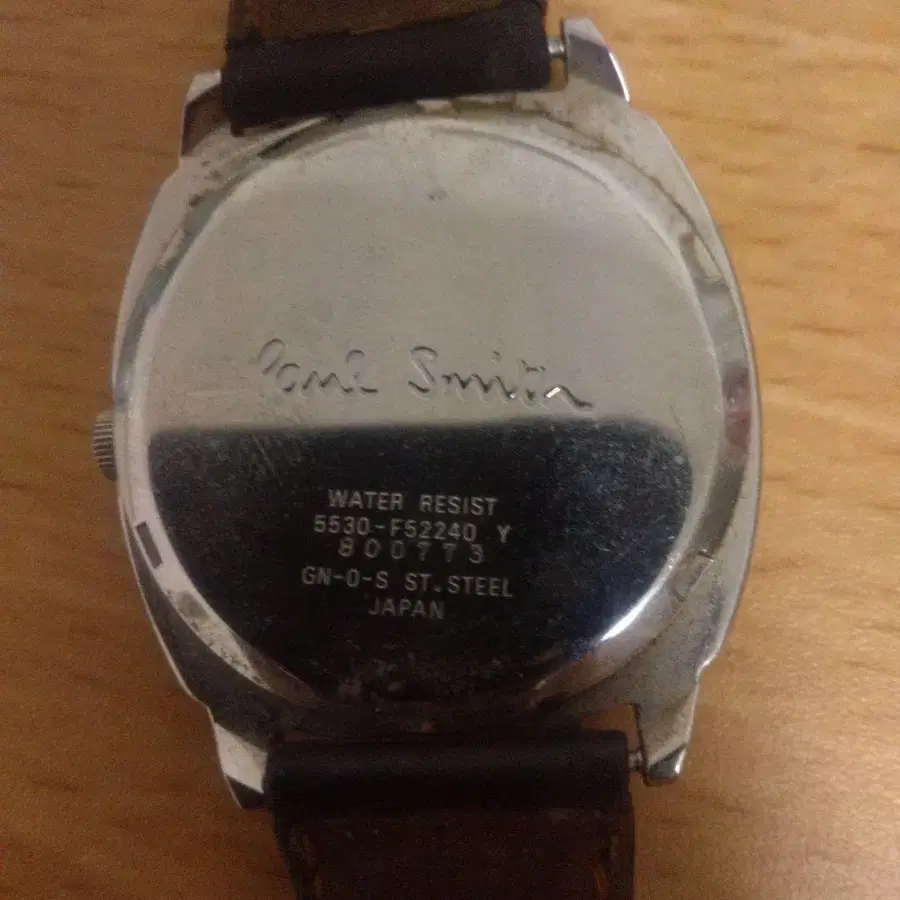 Paul Smith
WATER RESIST
5530-F52240 Y
800773
GN-0-S ST.STEEL
JAPAN